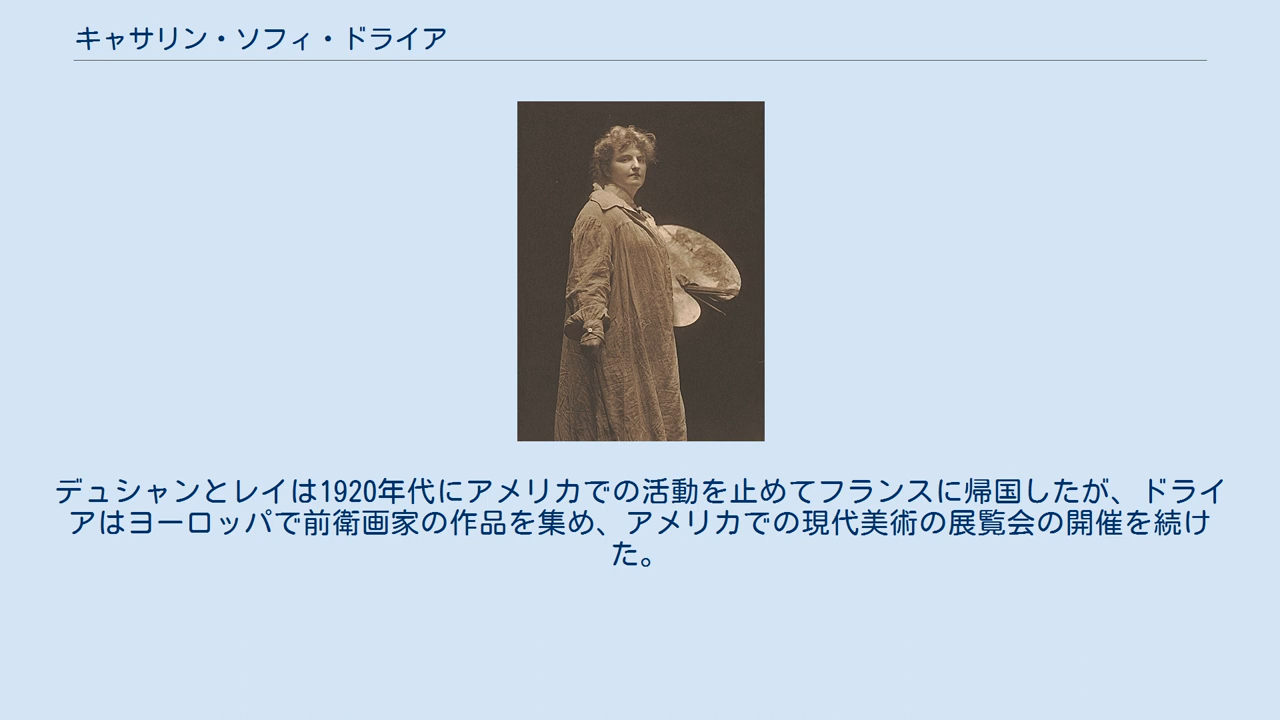 キャサリン・ソフィ・ドライア
デュシャンとレイは1920年代にアメリカでの活動を止めてフランスに帰国したが、ドライ
アはヨーロッパで前衛画家の作品を集め、アメリカでの現代美術の展覧会の開催を続け
た。